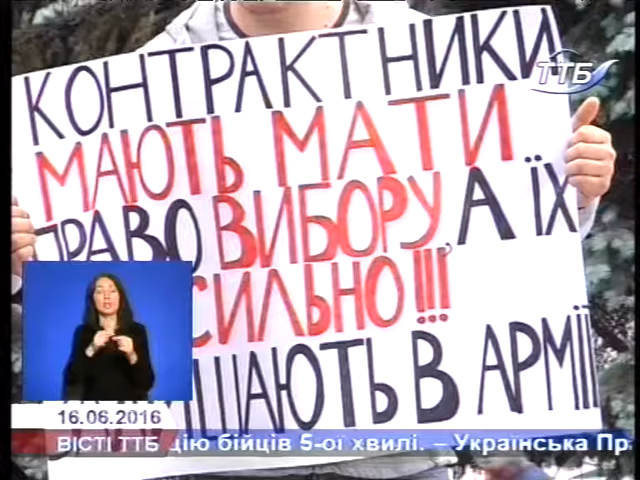 КОНТРАКТНИКИ
ТТБ
МАЮТЬ МАТИ
ПРАВО ВИБОРУ, А ЇХ
СИЛЬНО!!!
В АРМІЇ
16.06.2016
ВІСТІ ТТБ цію бійців 5-ої хвилі. – Українська Пр